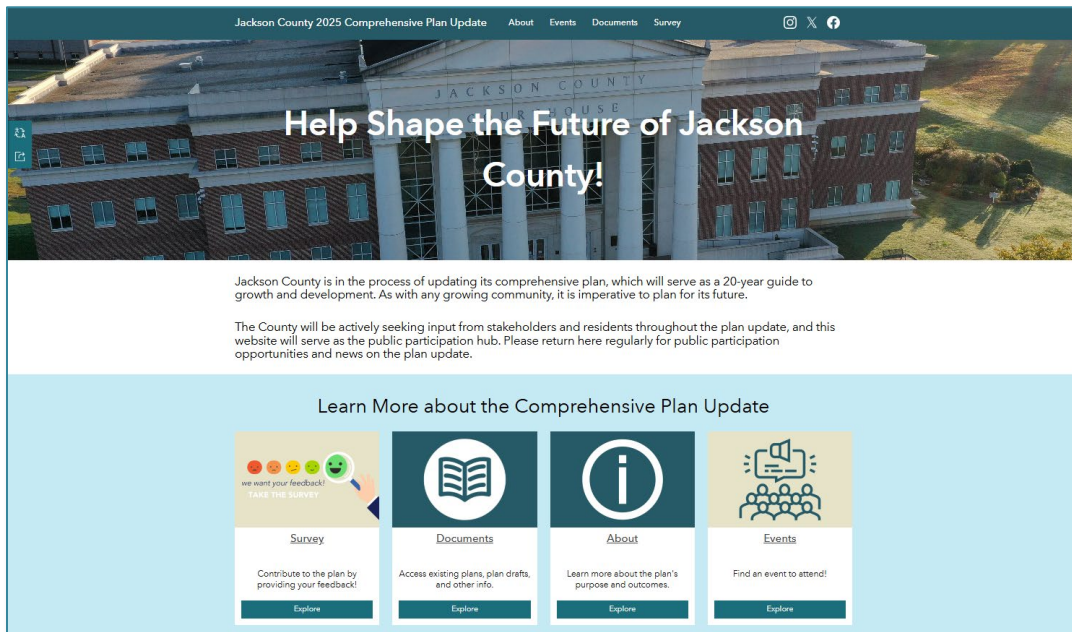 Jackson County 2025 Comprehensive Plan Update About Events Documents Survey
JACKSON COUNTY
COURTHOUSE
Help Shape the Future of Jackson
County!
Jackson County is in the process of updating its comprehensive plan, which will serve as a 20-year guide to
growth and development. As with any growing community, it is imperative to plan for its future.
The County will be actively seeking input from stakeholders and residents throughout the plan update, and this
website will serve as the public participation hub. Please return here regularly for public participation
opportunities and news on the plan update.
Learn More about the Comprehensive Plan Update
we want your feedback!
TAKE THE SURVEY
Survey
Contribute to the plan by
providing your feedback!
Explore
Documents
Access existing plans, plan drafts,
and other info.
Explore
About
Learn more about the plan's
purpose and outcomes.
Explore
Events
Find an event to attend!
Explore